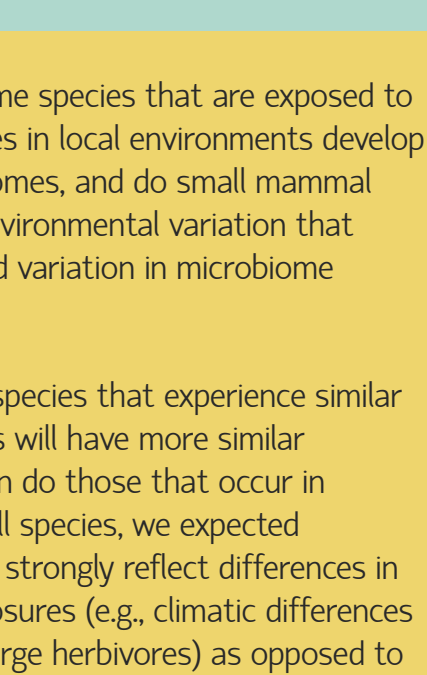 me species that are exposed to
es in local environments develop
omes, and do small mammal
vironmental variation that
d variation in microbiome
species that experience similar
s will have more similar
n do those that occur in
ll species, we expected
strongly reflect differences in
osures (e.g., climatic differences
rge herbivores) as opposed to